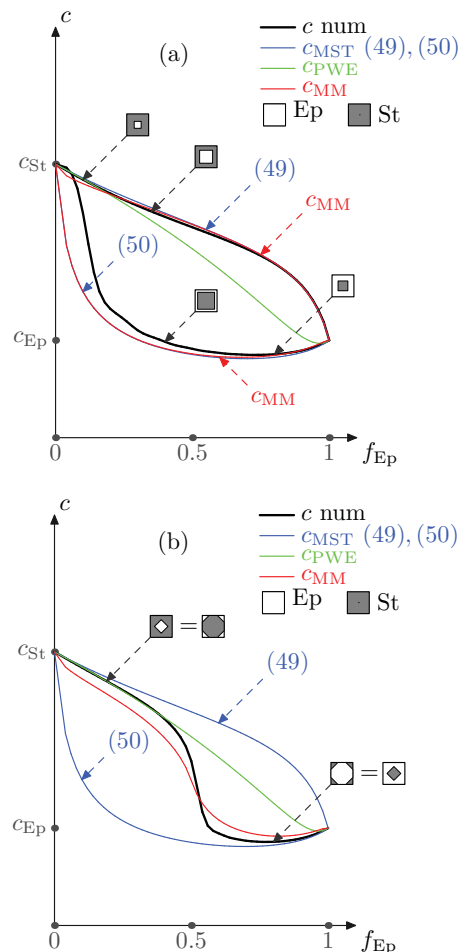 c
c num
(a)
c_MST (49), (50)
c_PWE
c_MM
Ep St
c_St
(49)
c_MM
(50)
c_Ep
c_MM
0 0.5 1 f_Ep
c
c num
(b)
c_MST (49), (50)
c_PWE
c_MM
Ep St
=
c_St
(49)
(50)
=
c_Ep
0 0.5 1 f_Ep